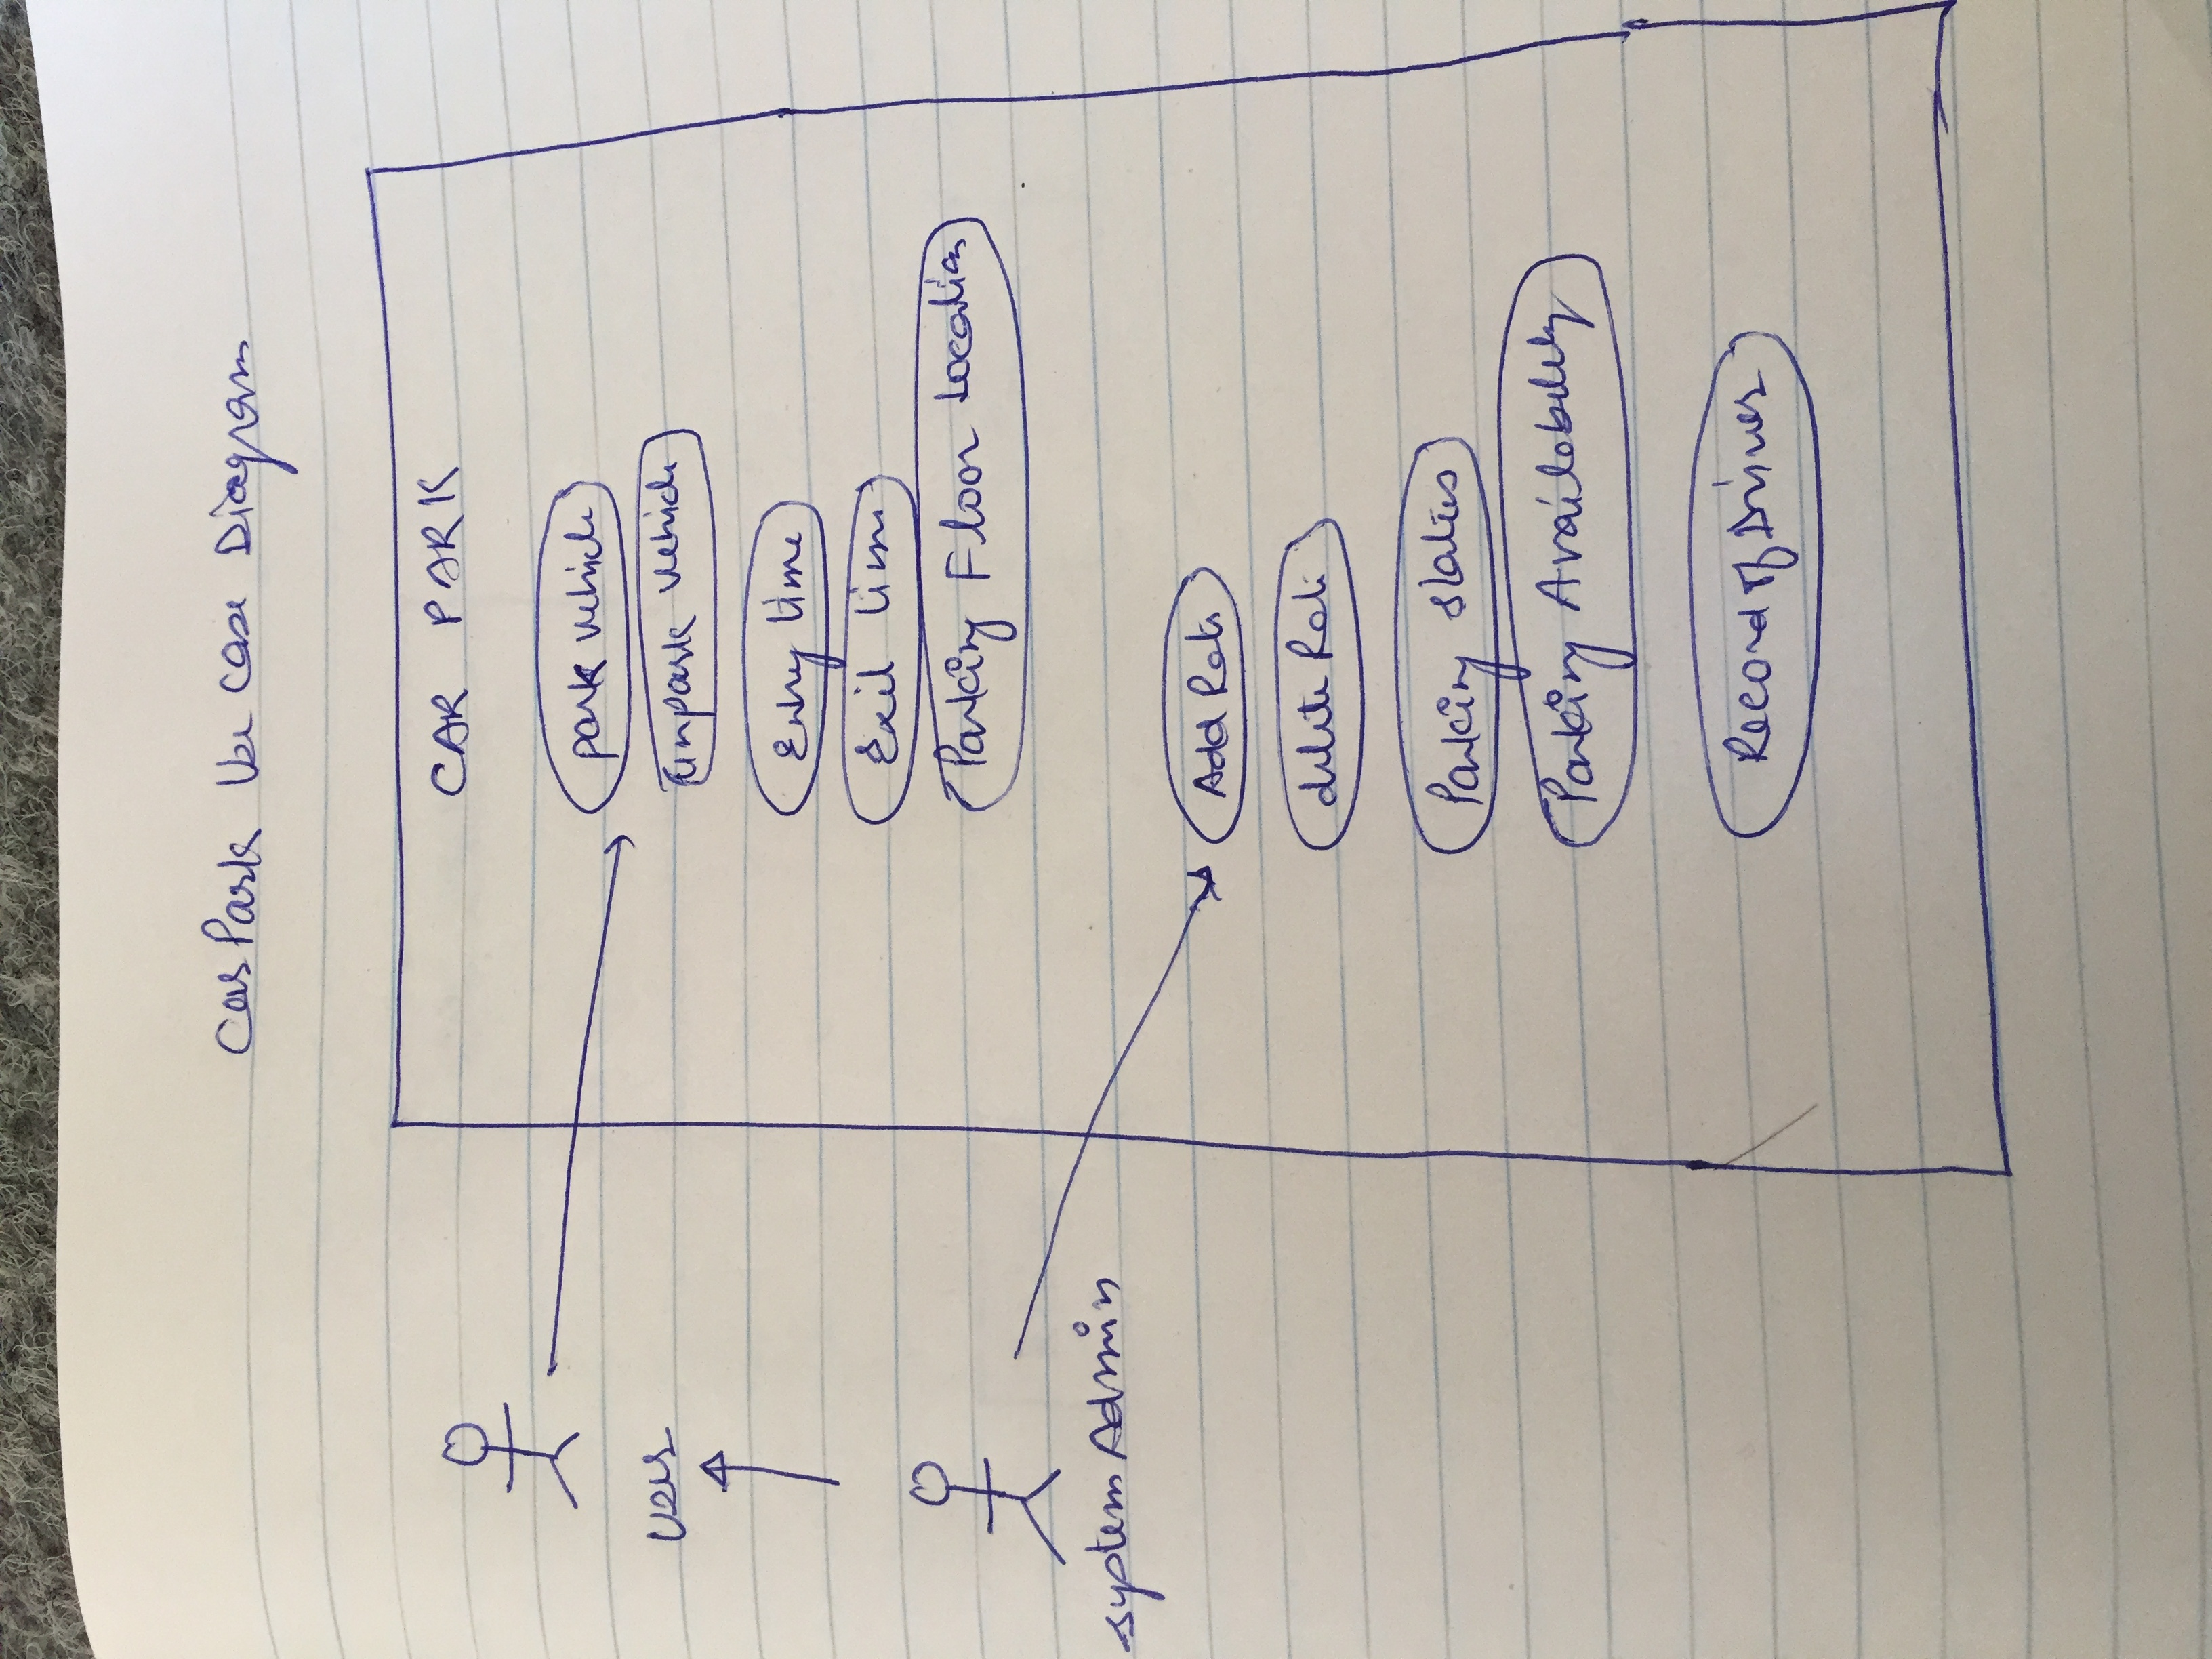 Car Park Use Case Diagram
CAR PARK
park vehicle
User
unpark vehicle
Entry time
Exit time
Parking Floor Location
system Admin
Add Rate
delete Rate
Parking status
Parking Availability
Record of Driver